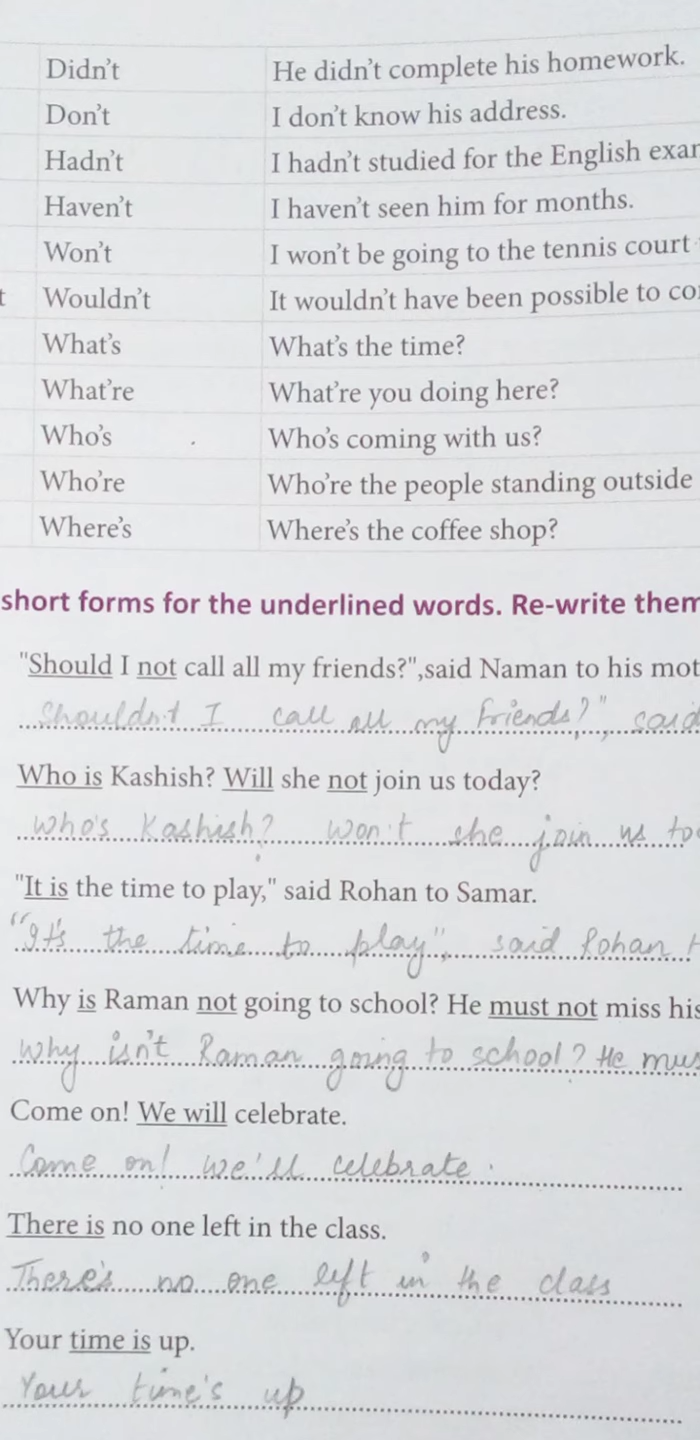 Didn't He didn't complete his homework.
Don't I don't know his address.
Hadn't I hadn't studied for the English exar
Haven't I haven't seen him for months.
Won't I won't be going to the tennis court
t Wouldn't It wouldn't have been possible to co
What's What's the time?
What're What're you doing here?
Who's Who's coming with us?
Who're Who're the people standing outside
Where's Where's the coffee shop?
short forms for the underlined words. Re-write them
"Should I not call all my friends?",said Naman to his mot
Shouldn't I call all my friends?", said
Who is Kashish? Will she not join us today?
Who's Kashish? Won't she join us to
"It is the time to play," said Rohan to Samar.
"It's the time to play", said Rohan t
Why is Raman not going to school? He must not miss his
Why isn't Raman going to school? He mus
Come on! We will celebrate.
Come on! we'll celebrate.
There is no one left in the class.
There's no one left in the class
Your time is up.
Your time's up